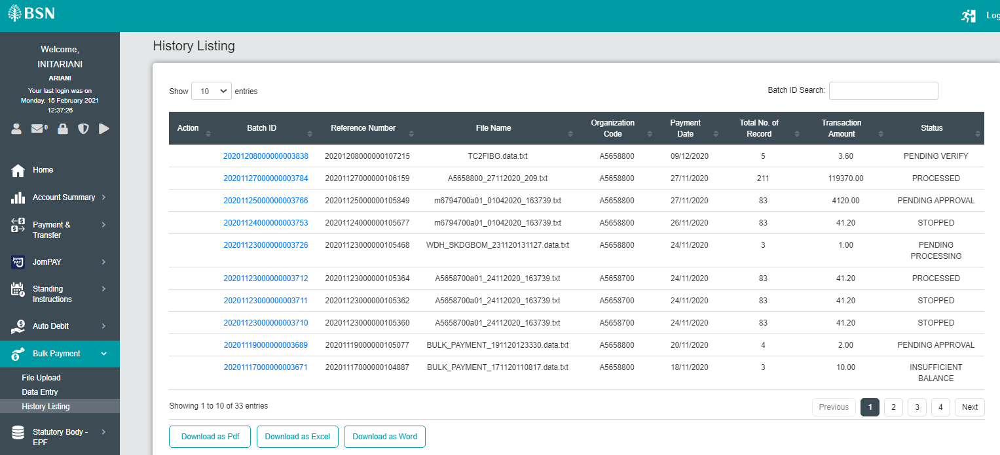 BSN
Log
Welcome,
INITARIANI
ARIANI
Your last login was on
Monday, 15 February 2021
12:37:26
0
Home
Account Summary
Payment &
Transfer
JomPAY
JomPAY
Standing
Instructions
Auto Debit
Bulk Payment
File Upload
Data Entry
History Listing
Statutory Body -
EPF
History Listing
Show 10 entries
Batch ID Search:
Action Batch ID Reference Number File Name Organization Code Payment Date Total No. of Record Transaction Amount Status
20201208000000003838 20201208000000107215 TC2FIBG.data.txt A5658800 09/12/2020 5 3.60 PENDING VERIFY
20201127000000003784 20201127000000106159 A5658800_27112020_209.txt A5658800 27/11/2020 211 119370.00 PROCESSED
20201125000000003766 20201125000000105849 m6794700a01_01042020_163739.txt A5658800 27/11/2020 83 4120.00 PENDING APPROVAL
20201124000000003753 20201124000000105677 m6794700a01_01042020_163739.txt A5658800 26/11/2020 83 41.20 STOPPED
20201123000000003726 20201123000000105468 WDH_SKDGBOM_231120131127.data.txt A5658800 24/11/2020 3 1.00 PENDING PROCESSING
20201123000000003712 20201123000000105364 A5658700a01_24112020_163739.txt A5658700 24/11/2020 83 41.20 PROCESSED
20201123000000003711 20201123000000105362 A5658700a01_24112020_163739.txt A5658700 24/11/2020 83 41.20 STOPPED
20201123000000003710 20201123000000105360 A5658700a01_24112020_163739.txt A5658700 24/11/2020 83 41.20 STOPPED
20201119000000003689 20201119000000105077 BULK_PAYMENT_191120123330.data.txt A5658800 20/11/2020 4 2.00 PENDING APPROVAL
20201117000000003671 20201117000000104887 BULK_PAYMENT_171120110817.data.txt A5658800 18/11/2020 3 10.00 INSUFFICIENT BALANCE
Showing 1 to 10 of 33 entries
Previous 1 2 3 4 Next
Download as Pdf Download as Excel Download as Word